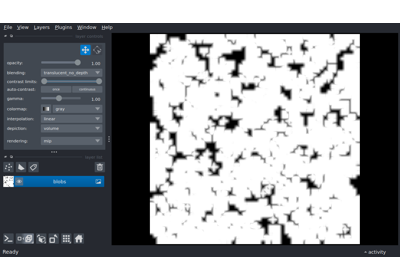 File View Layers Plugins Window Help
opacity: 1.00
blending: translucent_no_depth
contrast limits:
auto-contrast: once continuous
gamma: 1.00
colormap: gray
interpolation: linear
depiction: volume
rendering: mip
blobs
Ready activity